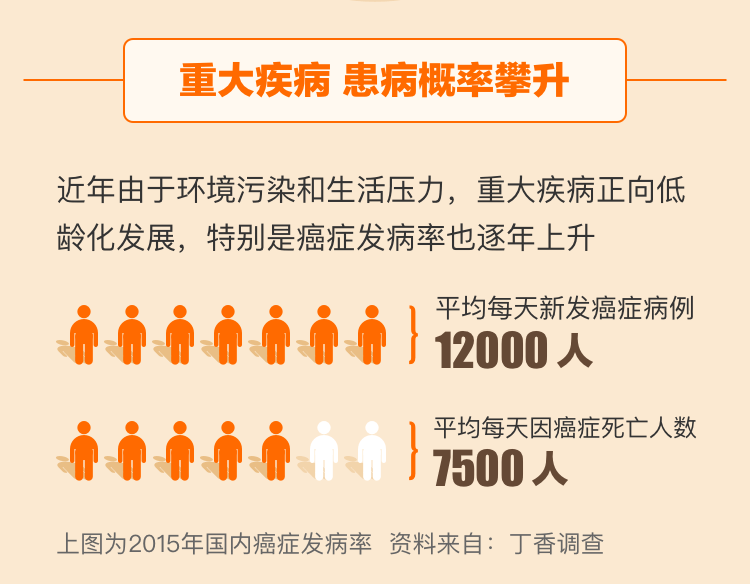 重大疾病 患病概率攀升
近年由于环境污染和生活压力，重大疾病正向低
龄化发展，特别是癌症发病率也逐年上升
平均每天新发癌症病例
12000 人
平均每天因癌症死亡人数
7500 人
上图为2015年国内癌症发病率 资料来自：丁香调查